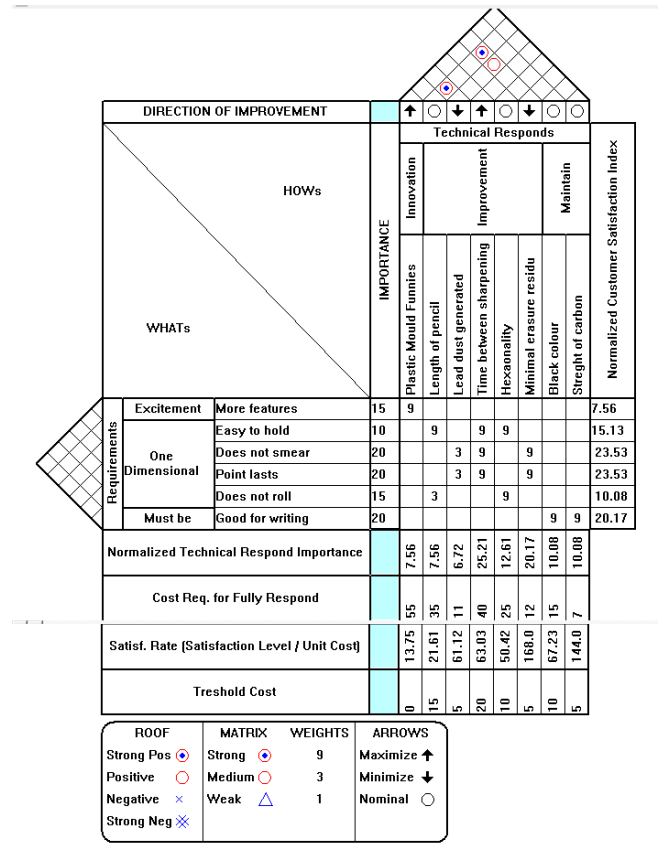 DIRECTION OF IMPROVEMENT
Technical Responds
Innovation
Improvement
Maintain
Normalized Customer Satisfaction Index
HOWs
WHATs
IMPORTANCE
Plastic Mould Funnies
Length of pencil
Lead dust generated
Time between sharpening
Hexaonality
Minimal erasure residu
Black colour
Streght of carbon
Requirements
Excitement More features 15 9 7.56
One Dimensional
Easy to hold 10 9 9 9 15.13
Does not smear 20 3 9 9 23.53
Point lasts 20 3 9 9 23.53
Does not roll 15 3 9 10.08
Must be Good for writing 20 9 9 20.17
Normalized Technical Respond Importance 7.56 7.56 6.72 25.21 12.61 20.17 10.08 10.08
Cost Req. for Fully Respond 55 35 11 40 25 12 15 7
Satisf. Rate (Satisfaction Level / Unit Cost) 13.75 21.61 61.12 63.03 50.42 168.0 67.23 144.0
Treshold Cost 0 15 5 20 10 5 10 5
ROOF MATRIX WEIGHTS ARROWS
Strong Pos Strong 9 Maximize
Positive Medium 3 Minimize
Negative Weak 1 Nominal
Strong Neg